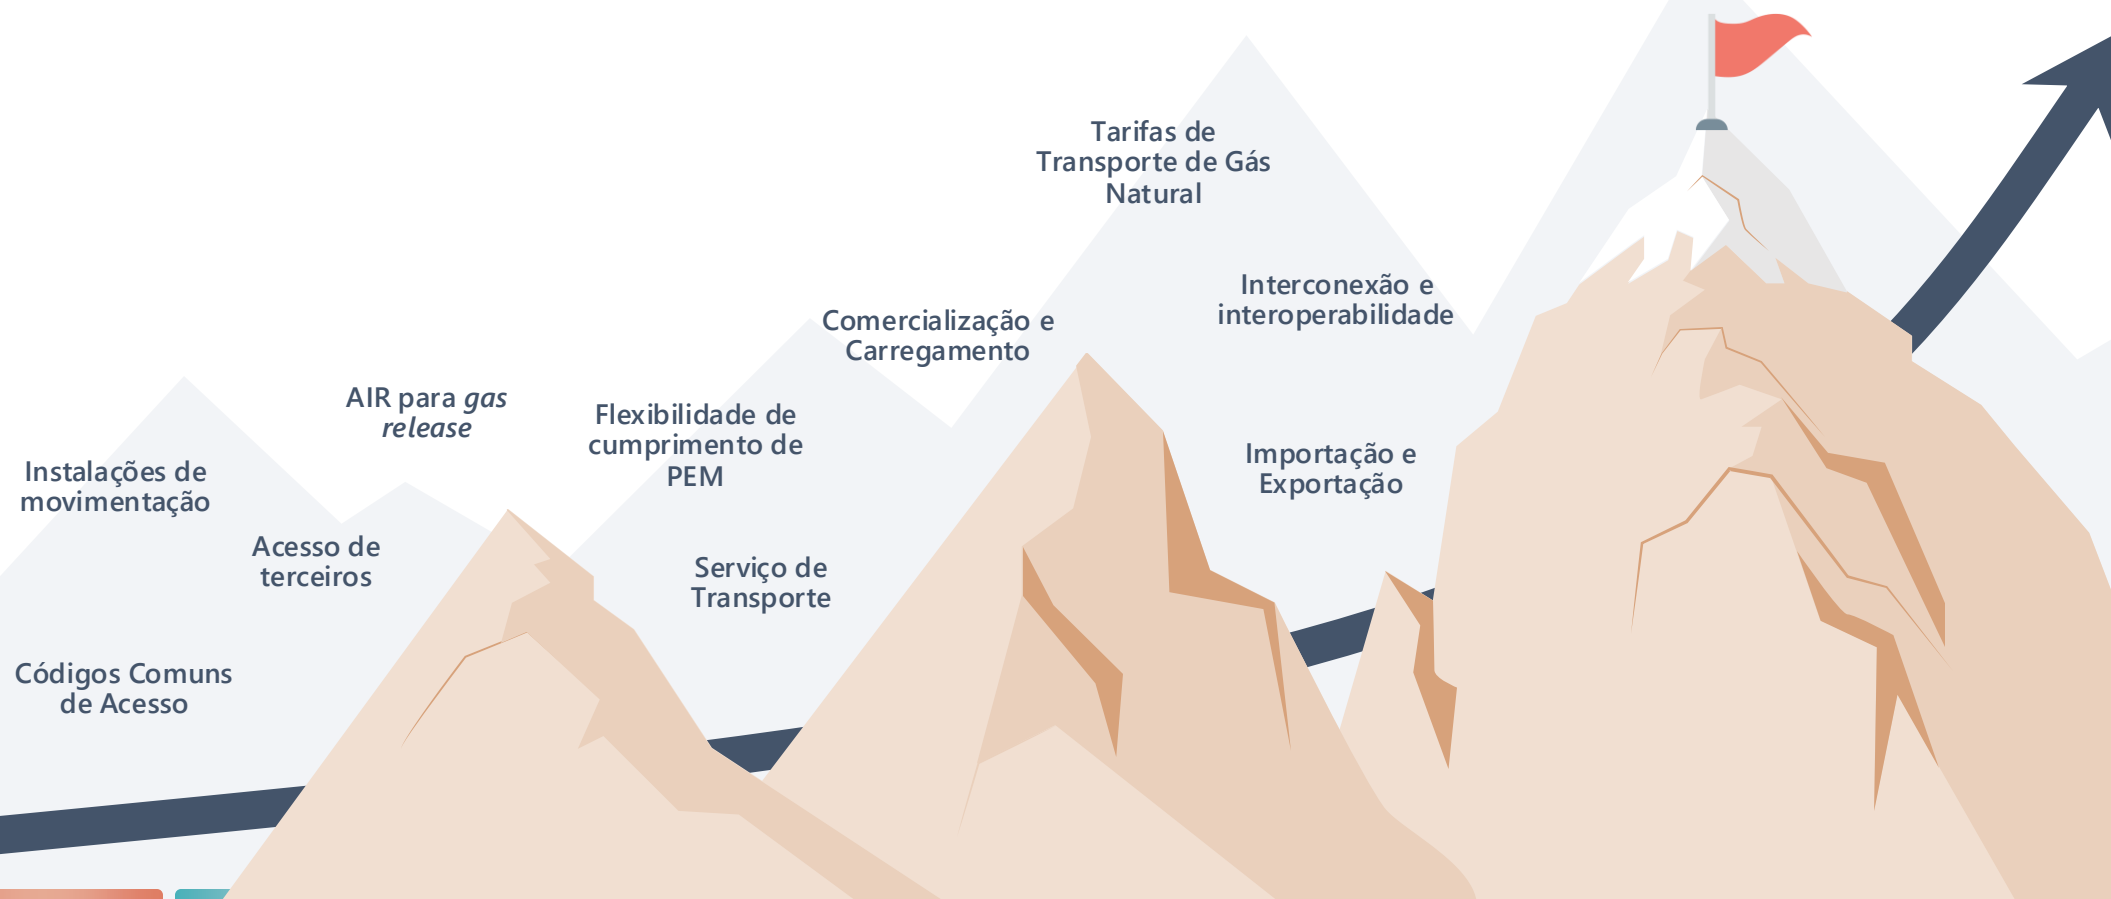 Tarifas de
Transporte de Gás
Natural
Interconexão e
interoperabilidade
Comercialização e
Carregamento
AIR para gas
release
Flexibilidade de
cumprimento de
PEM
Importação e
Exportação
Instalações de
movimentação
Acesso de
terceiros
Serviço de
Transporte
Códigos Comuns
de Acesso